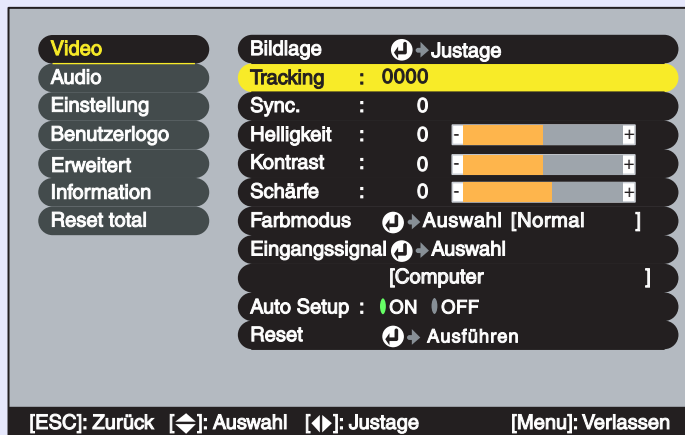 Video
Audio
Einstellung
Benutzerlogo
Erweitert
Information
Reset total
Bildlage Justage
Tracking : 0000
Sync. : 0
Helligkeit : 0 - +
Kontrast : 0 - +
Schärfe : 0 - +
Farbmodus Auswahl [Normal ]
Eingangssignal Auswahl
[Computer ]
Auto Setup : ON OFF
Reset Ausführen
[ESC]: Zurück [ ]: Auswahl [ ]: Justage [Menu]: Verlassen